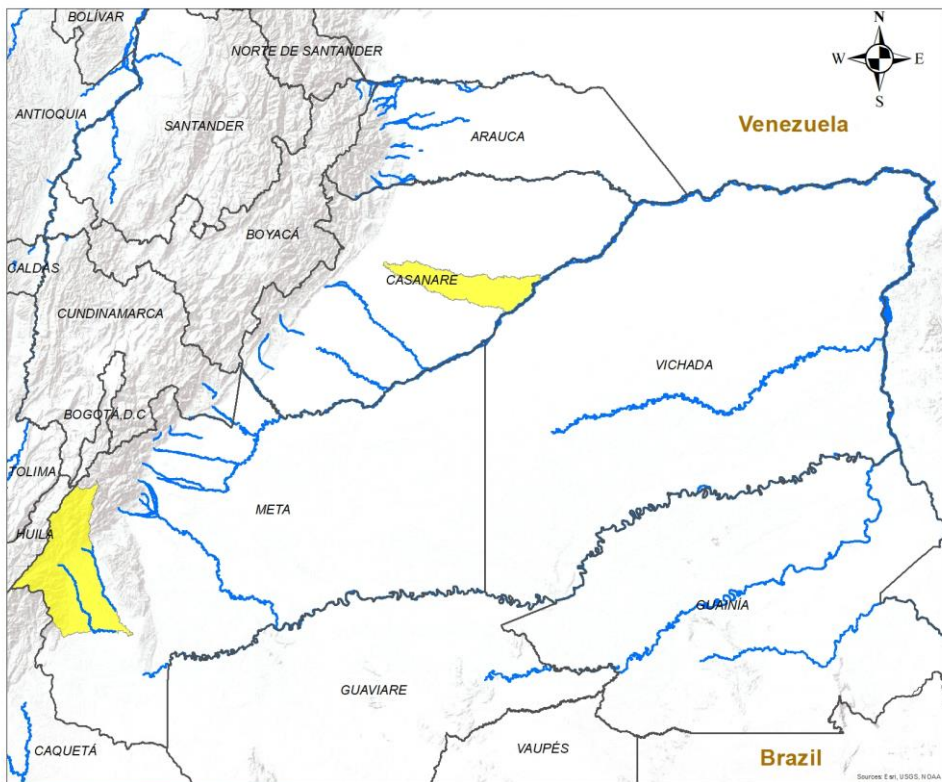 BOLÍVAR
N
NORTE DE SANTANDER
W E
S
ANTIOQUIA
SANTANDER
Venezuela
ARAUCA
BOYACÁ
CALDAS
CASANARE
CUNDINAMARCA
VICHADA
BOGOTÁ,D.C
TOLIMA
META
HUILA
GUAINÍA
GUAVIARE
CAQUETÁ
VAUPÉS
Brazil
Sources: Esri, USGS, NOAA